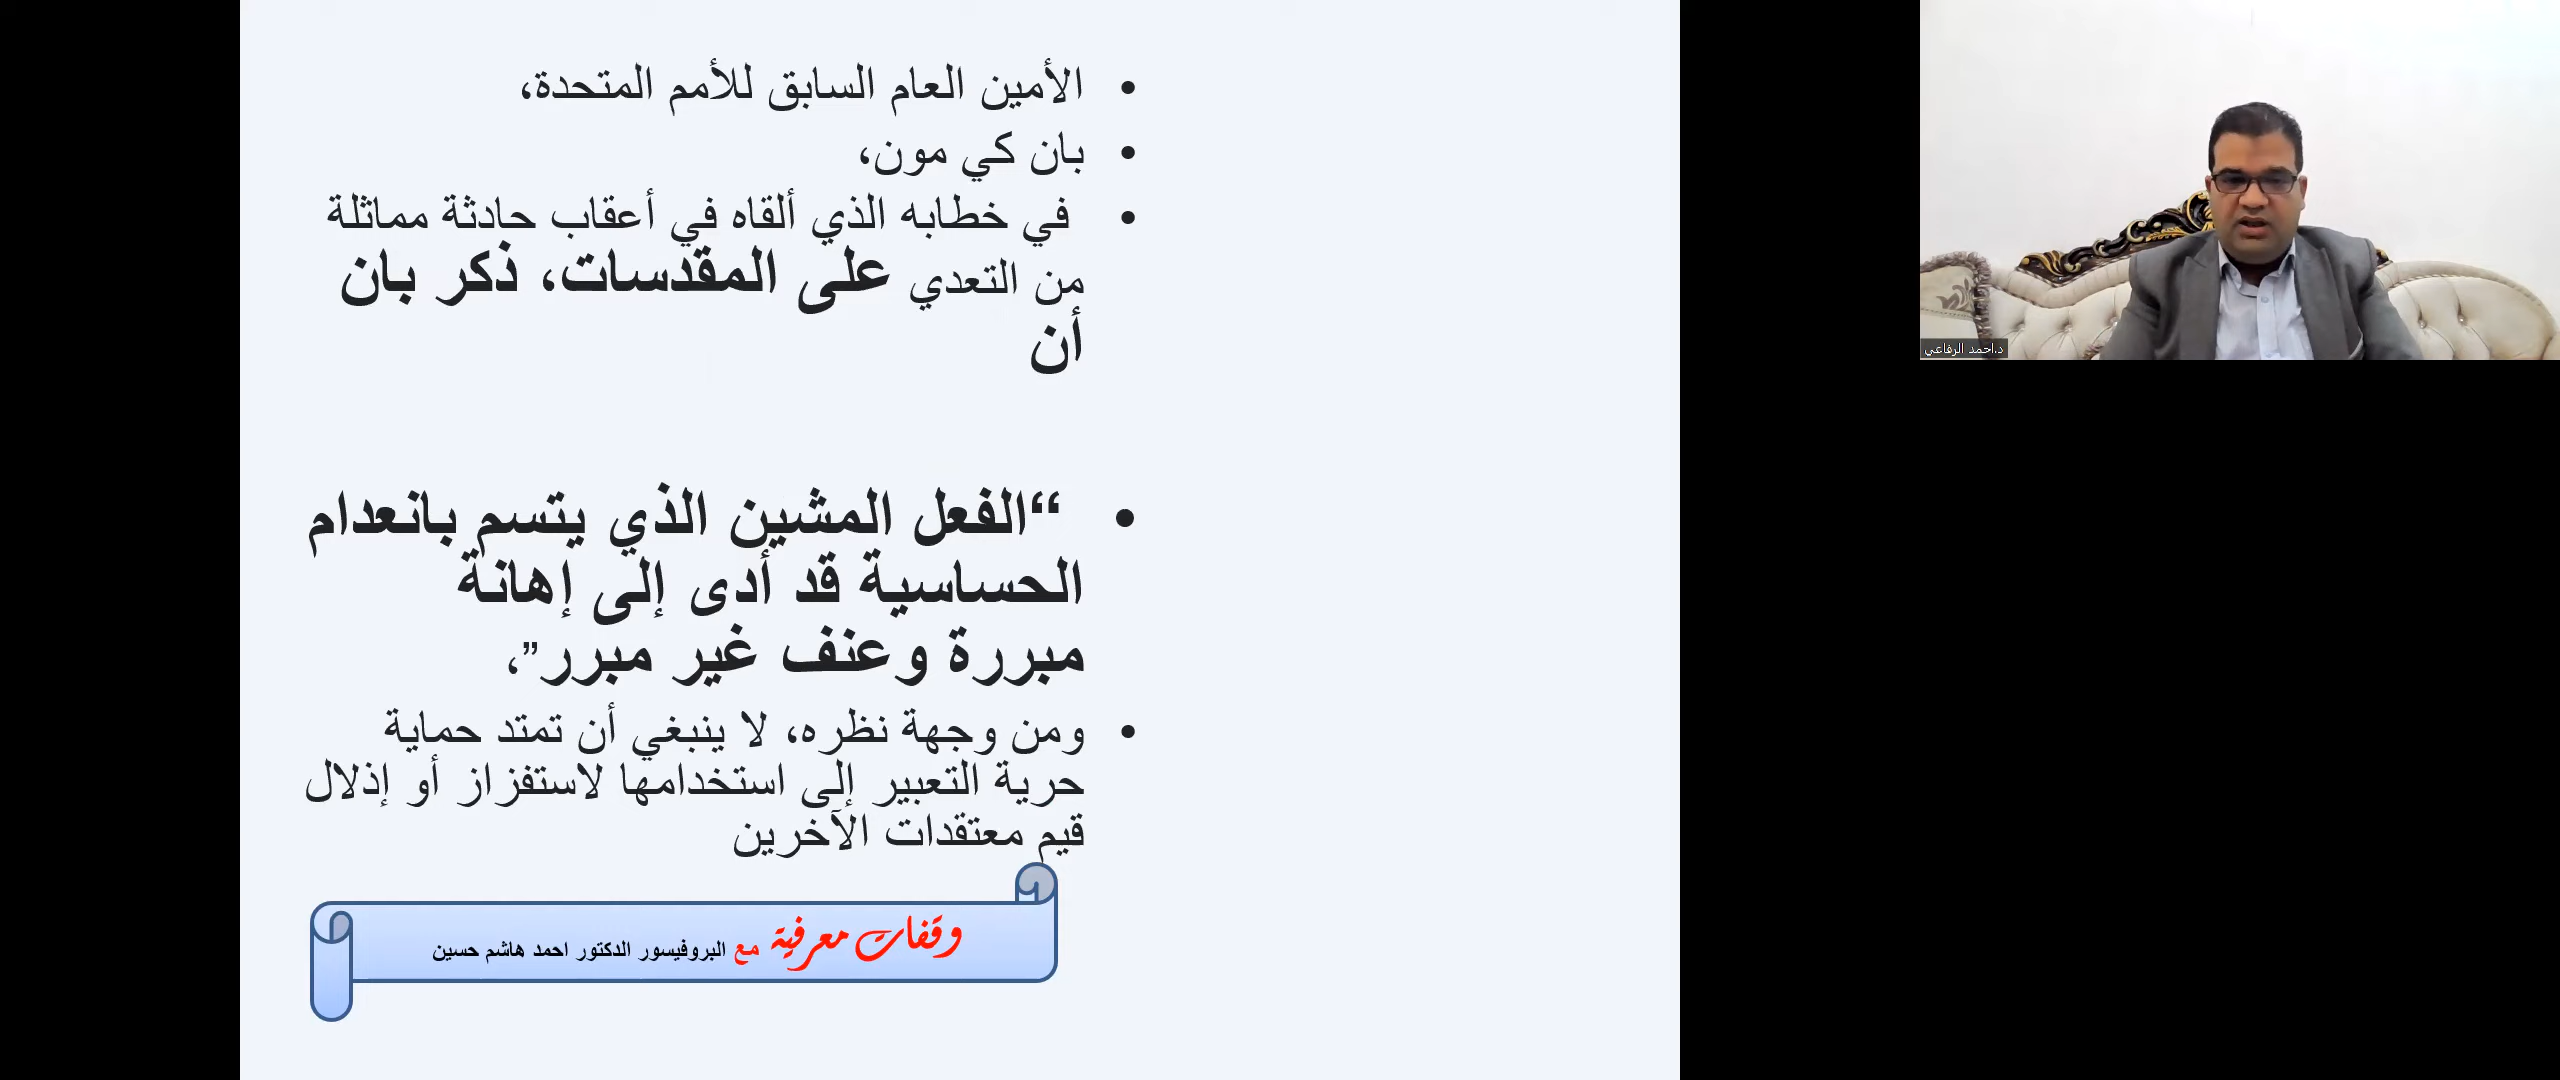 • الأمين العام السابق للأمم المتحدة،
• بان كي مون،
• في خطابه الذي ألقاه في أعقاب حادثة مماثلة
من التعدي على المقدسات، ذكر بان
أن
• “الفعل المشين الذي يتسم بانعدام
الحساسية قد أدى إلى إهانة
مبررة وعنف غير مبرر”،
• ومن وجهة نظره، لا ينبغي أن تمتد حماية
حرية التعبير إلى استخدامها لاستفزاز أو إذلال
قيم معتقدات الآخرين
وقفات معرفية مع البروفيسور الدكتور احمد هاشم حسين
د.احمد الرفاعي